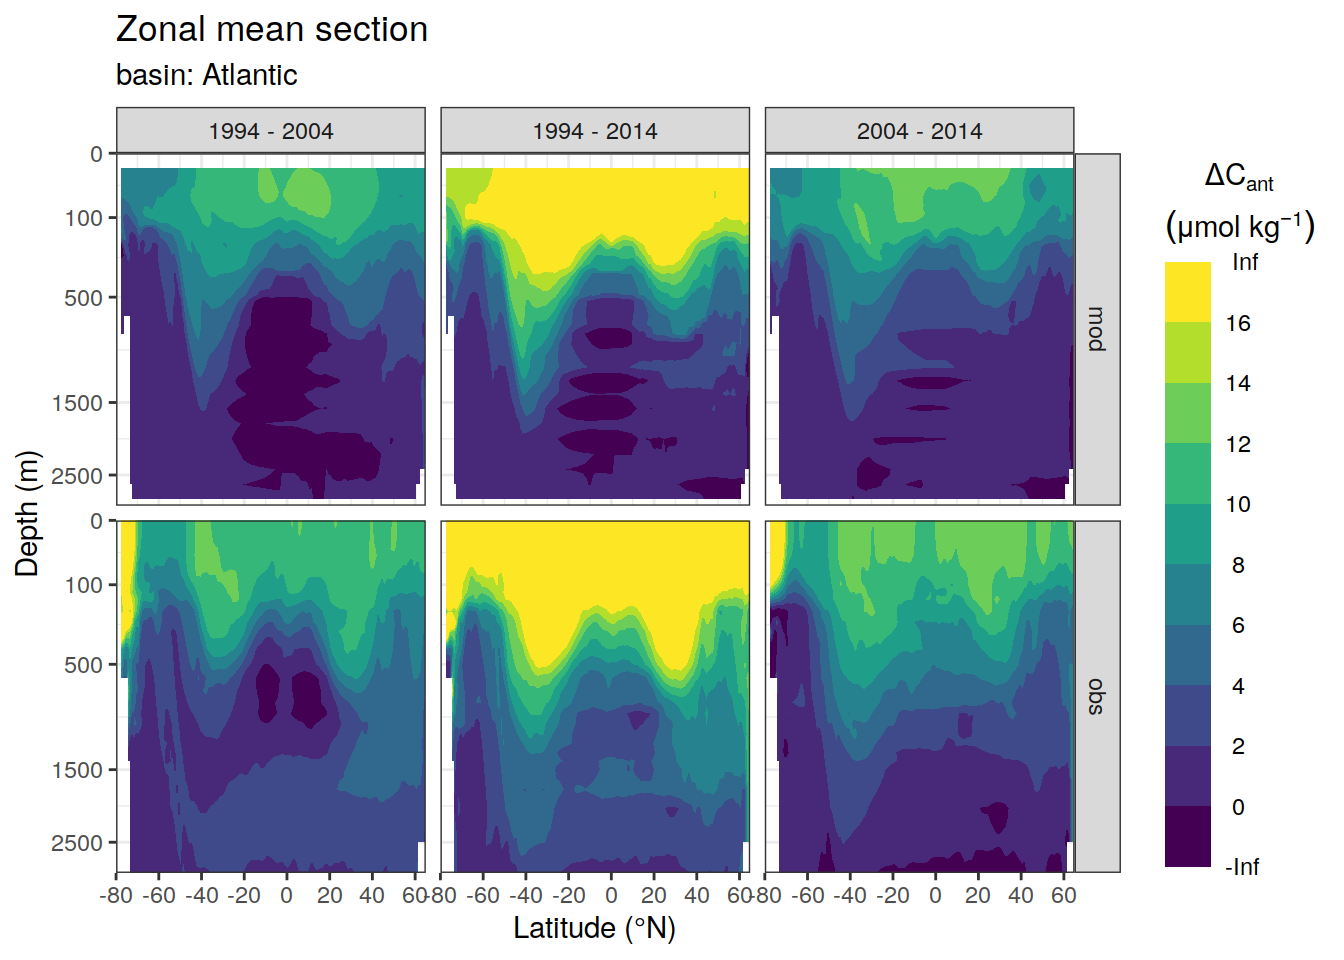 Zonal mean section
basin: Atlantic
1994 - 2004
1994 - 2014
2004 - 2014
0
100
500
1500
2500
mod
0
100
500
1500
2500
obs
Depth (m)
-80 -60 -40 -20 0 20 40 60
-80 -60 -40 -20 0 20 40 60
-80 -60 -40 -20 0 20 40 60
Latitude (°N)
ΔCant
(μmol kg⁻¹)
Inf
16
14
12
10
8
6
4
2
0
-Inf